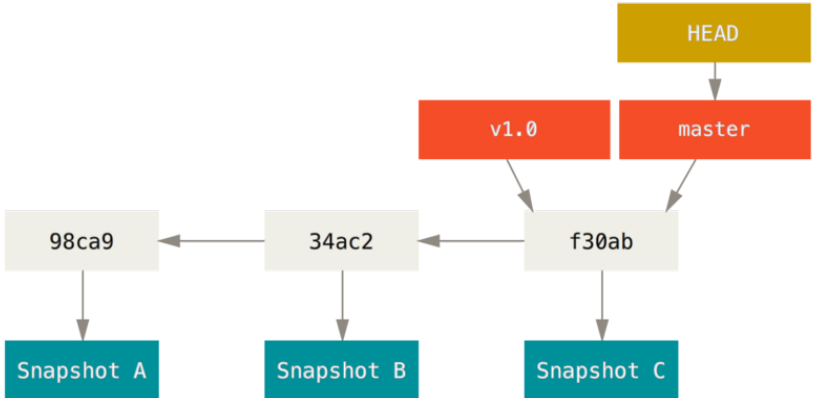 HEAD
v1.0
master
98ca9
34ac2
f30ab
Snapshot A
Snapshot B
Snapshot C